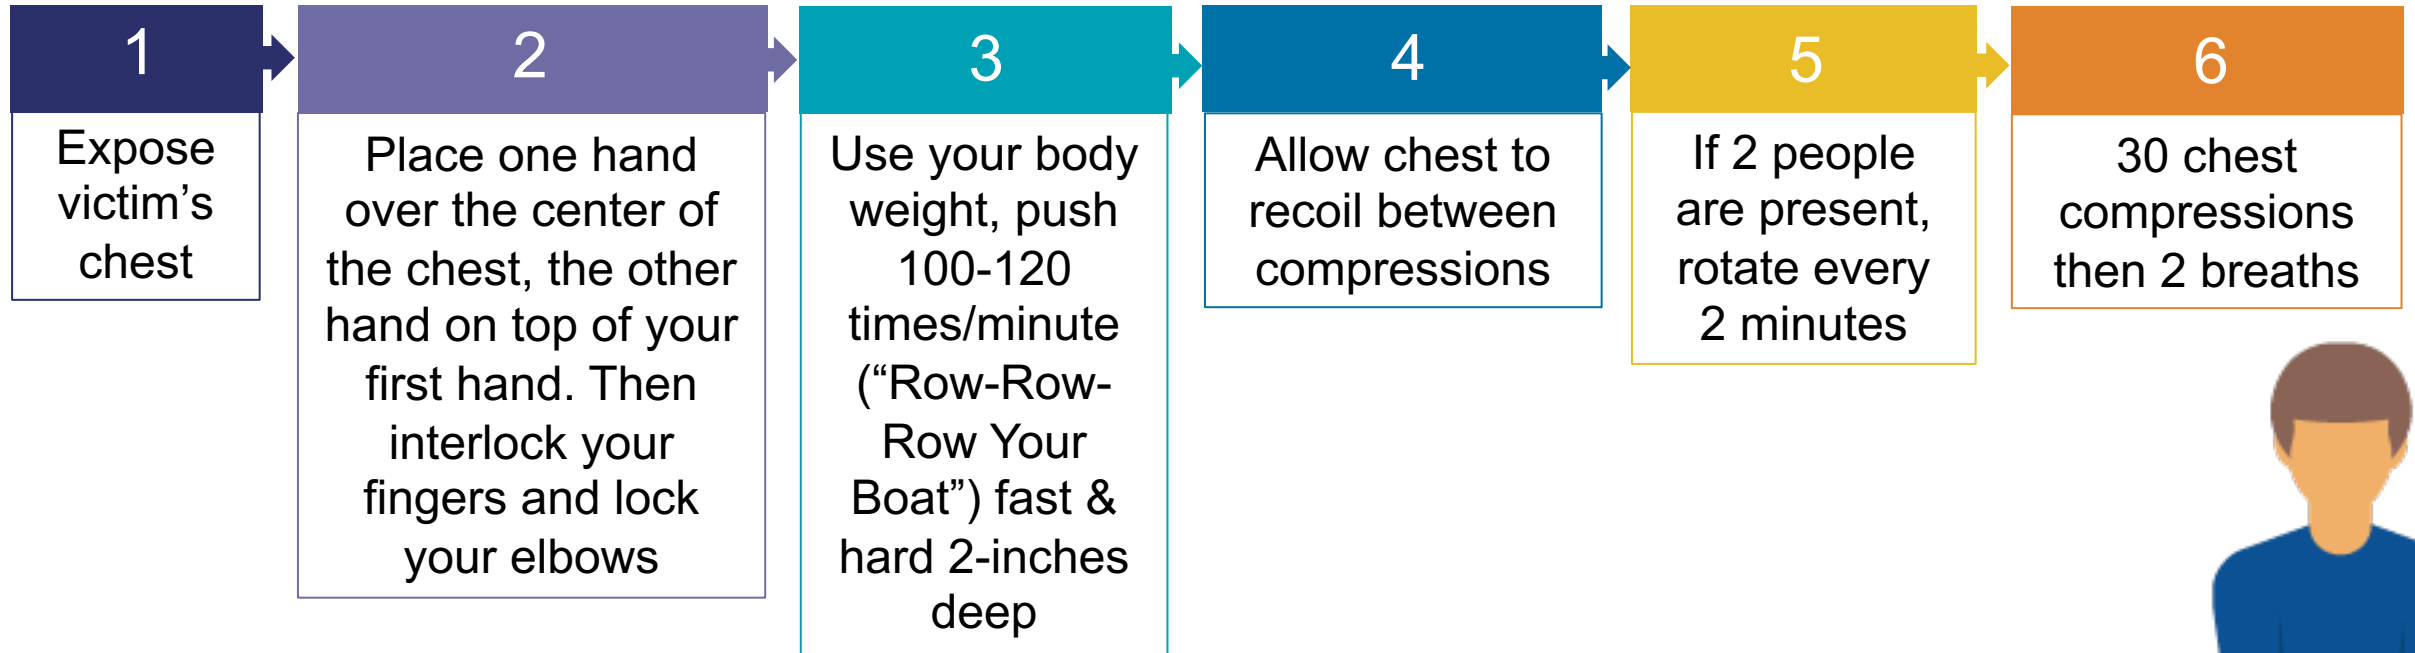 1
Expose
victim’s
chest
2
Place one hand
over the center of
the chest, the other
hand on top of your
first hand. Then
interlock your
fingers and lock
your elbows
3
Use your body
weight, push
100-120
times/minute
(“Row-Row-
Row Your
Boat”) fast &
hard 2-inches
deep
4
Allow chest to
recoil between
compressions
5
If 2 people
are present,
rotate every
2 minutes
6
30 chest
compressions
then 2 breaths